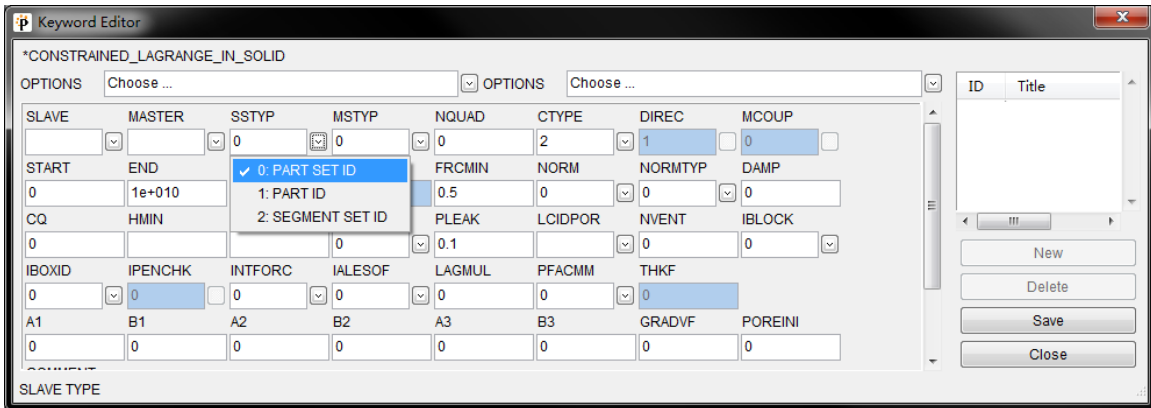 Keyword Editor
*CONSTRAINED_LAGRANGE_IN_SOLID
OPTIONS Choose ... OPTIONS Choose ... ID Title
SLAVE MASTER SSTYP MSTYP NQUAD CTYPE DIREC MCOUP
0 0 0 2 1 0
START END FRCMIN NORM NORMTYP DAMP
0 1e+010 0.5 0 0 0
✓ 0: PART SET ID
1: PART ID
2: SEGMENT SET ID
CQ HMIN PLEAK LCIDPOR NVENT IBLOCK
0 0 0.1 0 0
IBOXID IPENCHK INTFORC IALESOF LAGMUL PFACMM THKF
0 0 0 0 0 0 0
A1 B1 A2 B2 A3 B3 GRADVF POREINI
0 0 0 0 0 0 0 0
New
Delete
Save
Close
SLAVE TYPE